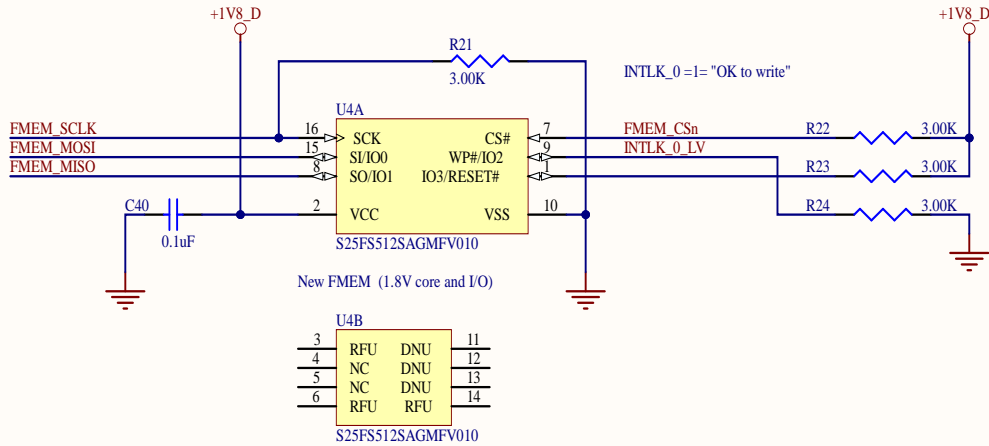 +1V8_D
+1V8_D
R21
3.00K
INTLK_0 =1= "OK to write"
U4A
FMEM_SCLK
16
SCK
CS#
7
FMEM_CSn
R22
3.00K
FMEM_MOSI
15
SI/IO0
WP#/IO2
9
INTLK_0_LV
FMEM_MISO
8
SO/IO1
IO3/RESET#
1
R23
3.00K
C40
0.1uF
2
VCC
VSS
10
R24
3.00K
S25FS512SAGMFV010
New FMEM (1.8V core and I/O)
U4B
3
RFU
DNU
11
4
NC
DNU
12
5
NC
DNU
13
6
RFU
RFU
14
S25FS512SAGMFV010